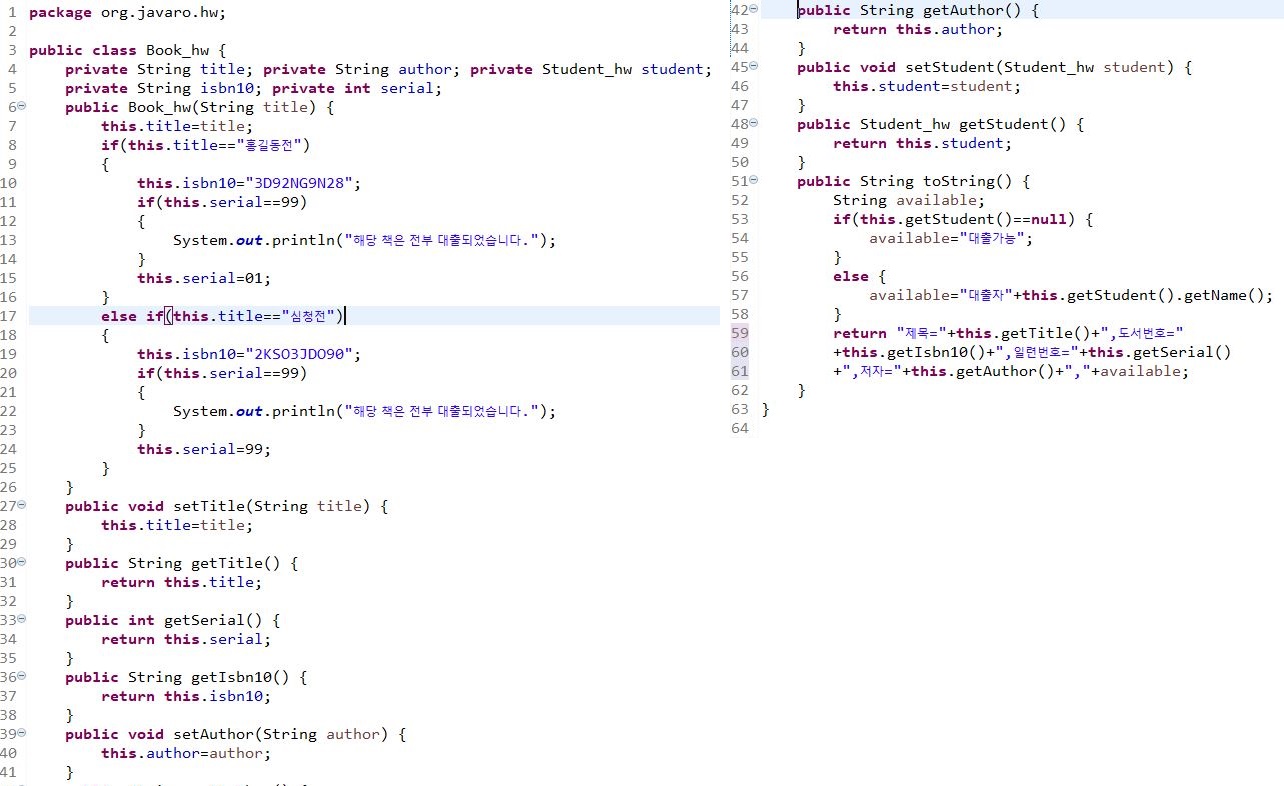 1 package org.javaro.hw;
2
3 public class Book_hw {
4 private String title; private String author; private Student_hw student;
5 private String isbn10; private int serial;
6 public Book_hw(String title) {
7 this.title=title;
8 if(this.title=="홍길동전")
9 {
10 this.isbn10="3D92NG9N28";
11 if(this.serial==99)
12 {
13 System.out.println("해당 책은 전부 대출되었습니다.");
14 }
15 this.serial=01;
16 }
17 else if(this.title=="심청전")
18 {
19 this.isbn10="2KSO3JDO90";
20 if(this.serial==99)
21 {
22 System.out.println("해당 책은 전부 대출되었습니다.");
23 }
24 this.serial=99;
25 }
26 }
27 public void setTitle(String title) {
28 this.title=title;
29 }
30 public String getTitle() {
31 return this.title;
32 }
33 public int getSerial() {
34 return this.serial;
35 }
36 public String getIsbn10() {
37 return this.isbn10;
38 }
39 public void setAuthor(String author) {
40 this.author=author;
41 }
42 public String getAuthor() {
43 return this.author;
44 }
45 public void setStudent(Student_hw student) {
46 this.student=student;
47 }
48 public Student_hw getStudent() {
49 return this.student;
50 }
51 public String toString() {
52 String available;
53 if(this.getStudent()==null) {
54 available="대출가능";
55 }
56 else {
57 available="대출자"+this.getStudent().getName();
58 }
59 return "제목="+this.getTitle()+",도서번호="
60 +this.getIsbn10()+",일련번호="+this.getSerial()
61 +",저자="+this.getAuthor()+","+available;
62 }
63 }
64